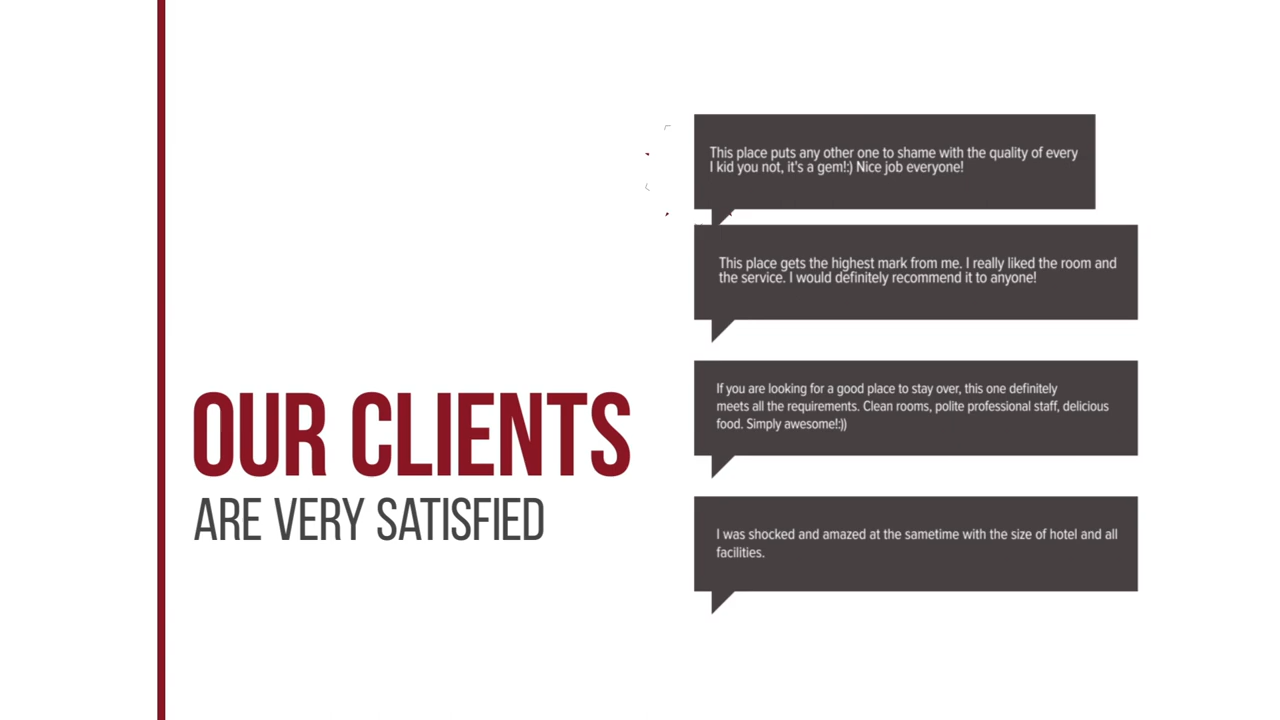 OUR CLIENTS
ARE VERY SATISFIED
This place puts any other one to shame with the quality of every
I kid you not, it's a gem!:) Nice job everyone!
This place gets the highest mark from me. I really liked the room and
the service. I would definitely recommend it to anyone!
If you are looking for a good place to stay over, this one definitely
meets all the requirements. Clean rooms, polite professional staff, delicious
food. Simply awesome!:))
I was shocked and amazed at the sametime with the size of hotel and all
facilities.